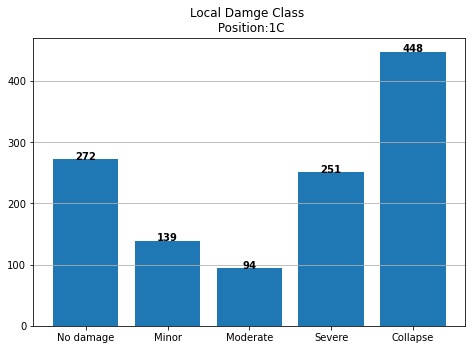 Local Damge Class
Position:1C
448
400
300
272
251
200
139
100
94
0
No damage
Minor
Moderate
Severe
Collapse